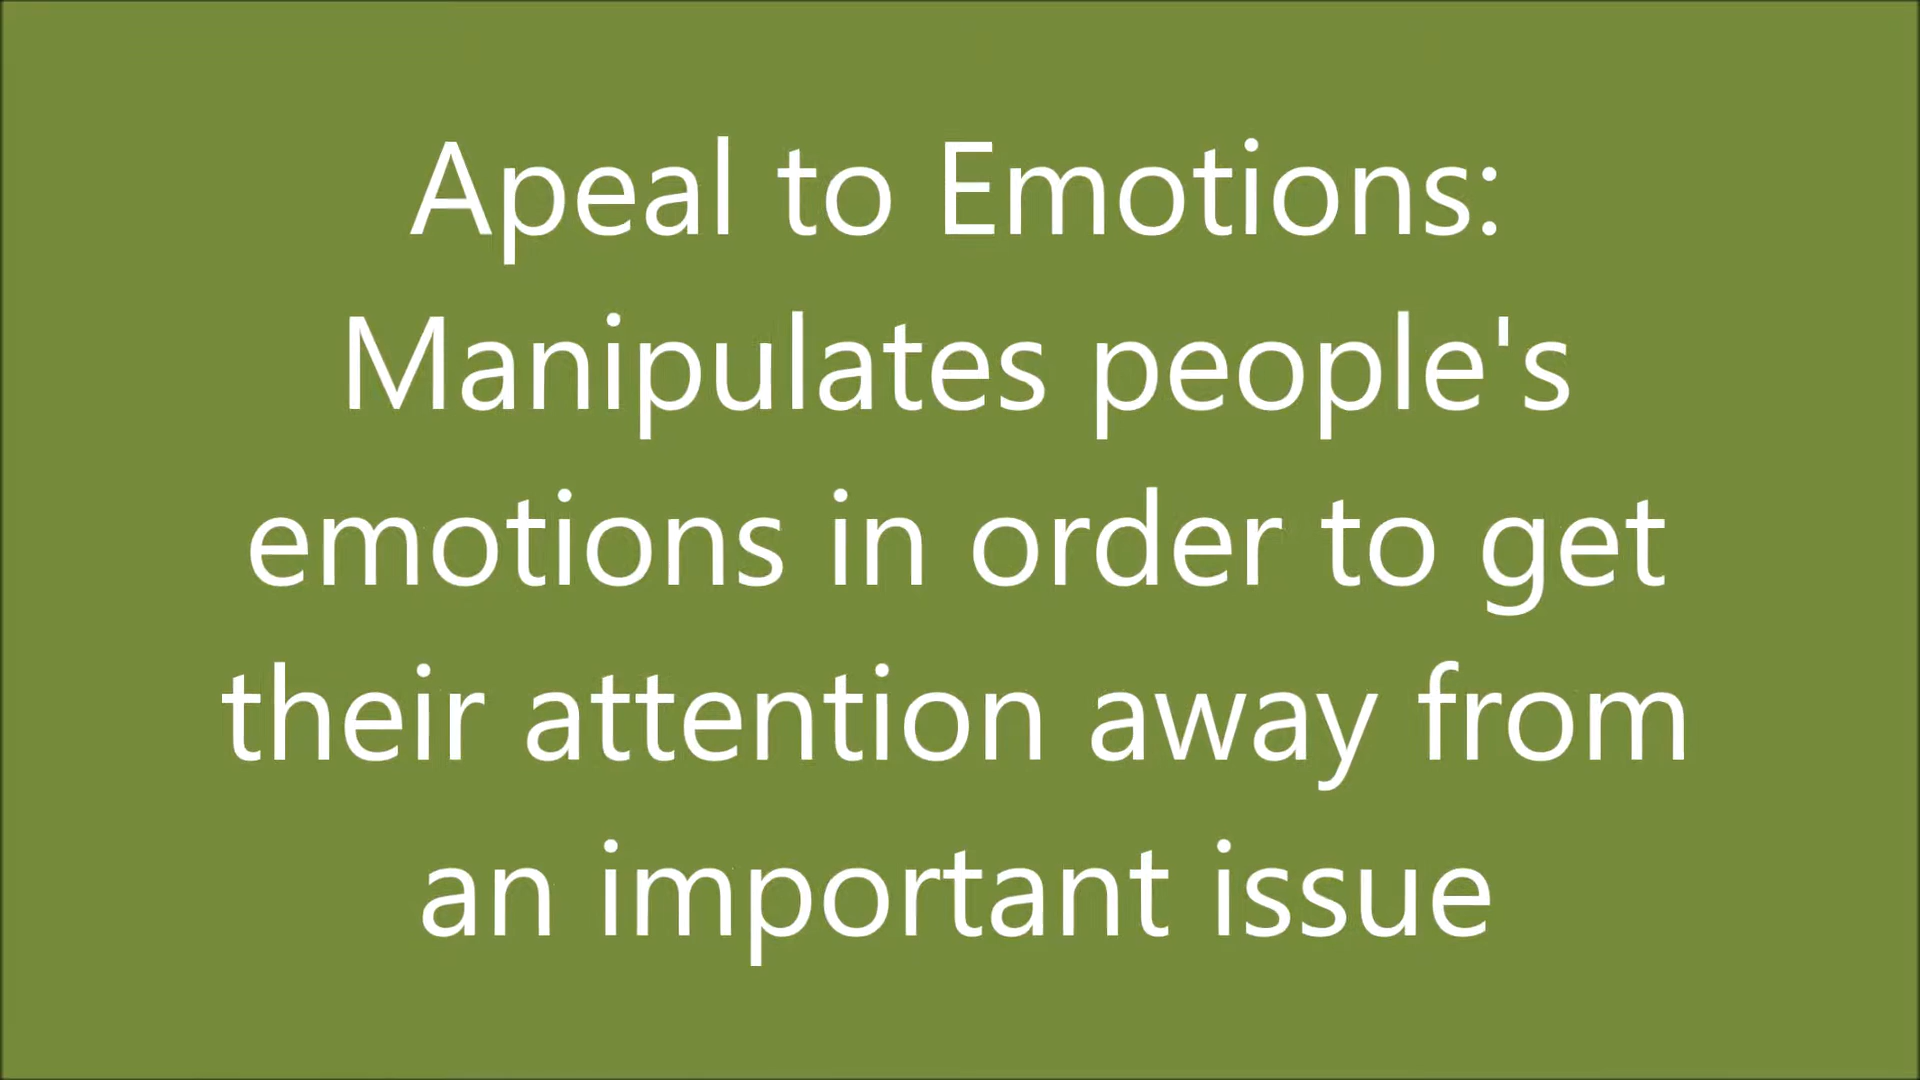 Apeal to Emotions:
Manipulates people's
emotions in order to get
their attention away from
an important issue